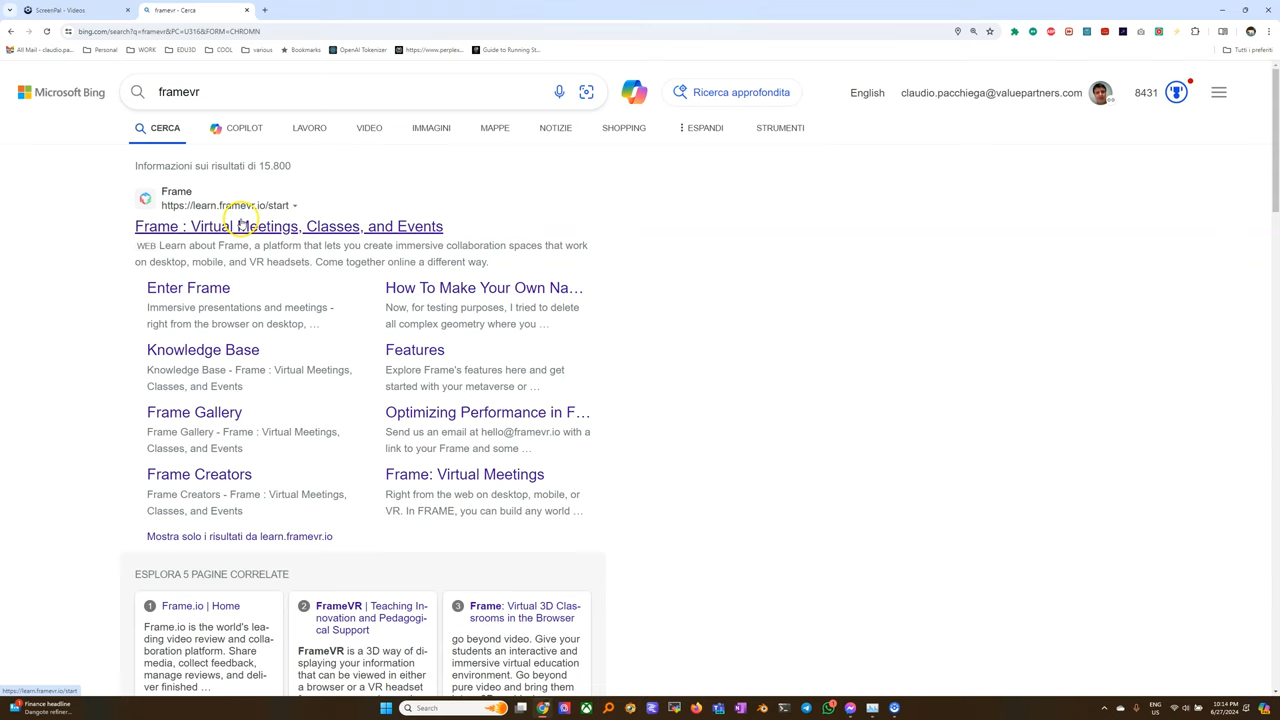 ScreenPal - Videos
framevr - Cerca
bing.com/search?q=framevr&PC=U316&FORM=CHROMN
All Mail - claudio.pa...
Personal
WORK
EDU3D
COOL
various
Bookmarks
OpenAI Tokenizer
https://www.perplex...
Guide to Running St...
Tutti i preferiti
Microsoft Bing
framevr
Ricerca approfondita
English
claudio.pacchiega@valuepartners.com
8431
CERCA
COPILOT
LAVORO
VIDEO
IMMAGINI
MAPPE
NOTIZIE
SHOPPING
ESPANDI
STRUMENTI
Informazioni sui risultati di 15.800
Frame
https://learn.framevr.io/start
Frame : Virtual Meetings, Classes, and Events
WEB Learn about Frame, a platform that lets you create immersive collaboration spaces that work
on desktop, mobile, and VR headsets. Come together online a different way.
Enter Frame
Immersive presentations and meetings -
right from the browser on desktop, …
How To Make Your Own Na…
Now, for testing purposes, I tried to delete
all complex geometry where you …
Knowledge Base
Knowledge Base - Frame : Virtual Meetings,
Classes, and Events
Features
Explore Frame's features here and get
started with your metaverse or …
Frame Gallery
Frame Gallery - Frame : Virtual Meetings,
Classes, and Events
Optimizing Performance in F…
Send us an email at hello@framevr.io with a
link to your Frame and some …
Frame Creators
Frame Creators - Frame : Virtual Meetings,
Classes, and Events
Frame: Virtual Meetings
Right from the web on desktop, mobile, or
VR. In FRAME, you can build any world …
Mostra solo i risultati da learn.framevr.io
ESPLORA 5 PAGINE CORRELATE
1 Frame.io | Home
Frame.io is the world's lea-
ding video review and colla-
boration platform. Share
media, collect feedback,
manage reviews, and deli-
ver finished …
2 FrameVR | Teaching In-
novation and Pedagogi-
cal Support
FrameVR is a 3D way of di-
splaying your information
that can be viewed in either
a browser or a VR headset
3 Frame: Virtual 3D Clas-
srooms in the Browser
go beyond video. Give your
students an interactive and
immersive virtual education
environment. Go beyond
pure video and bring them
https://learn.framevr.io/start
Finance headline
Dangote refiner...
Search
ENG
US
10:14 PM
6/27/2024